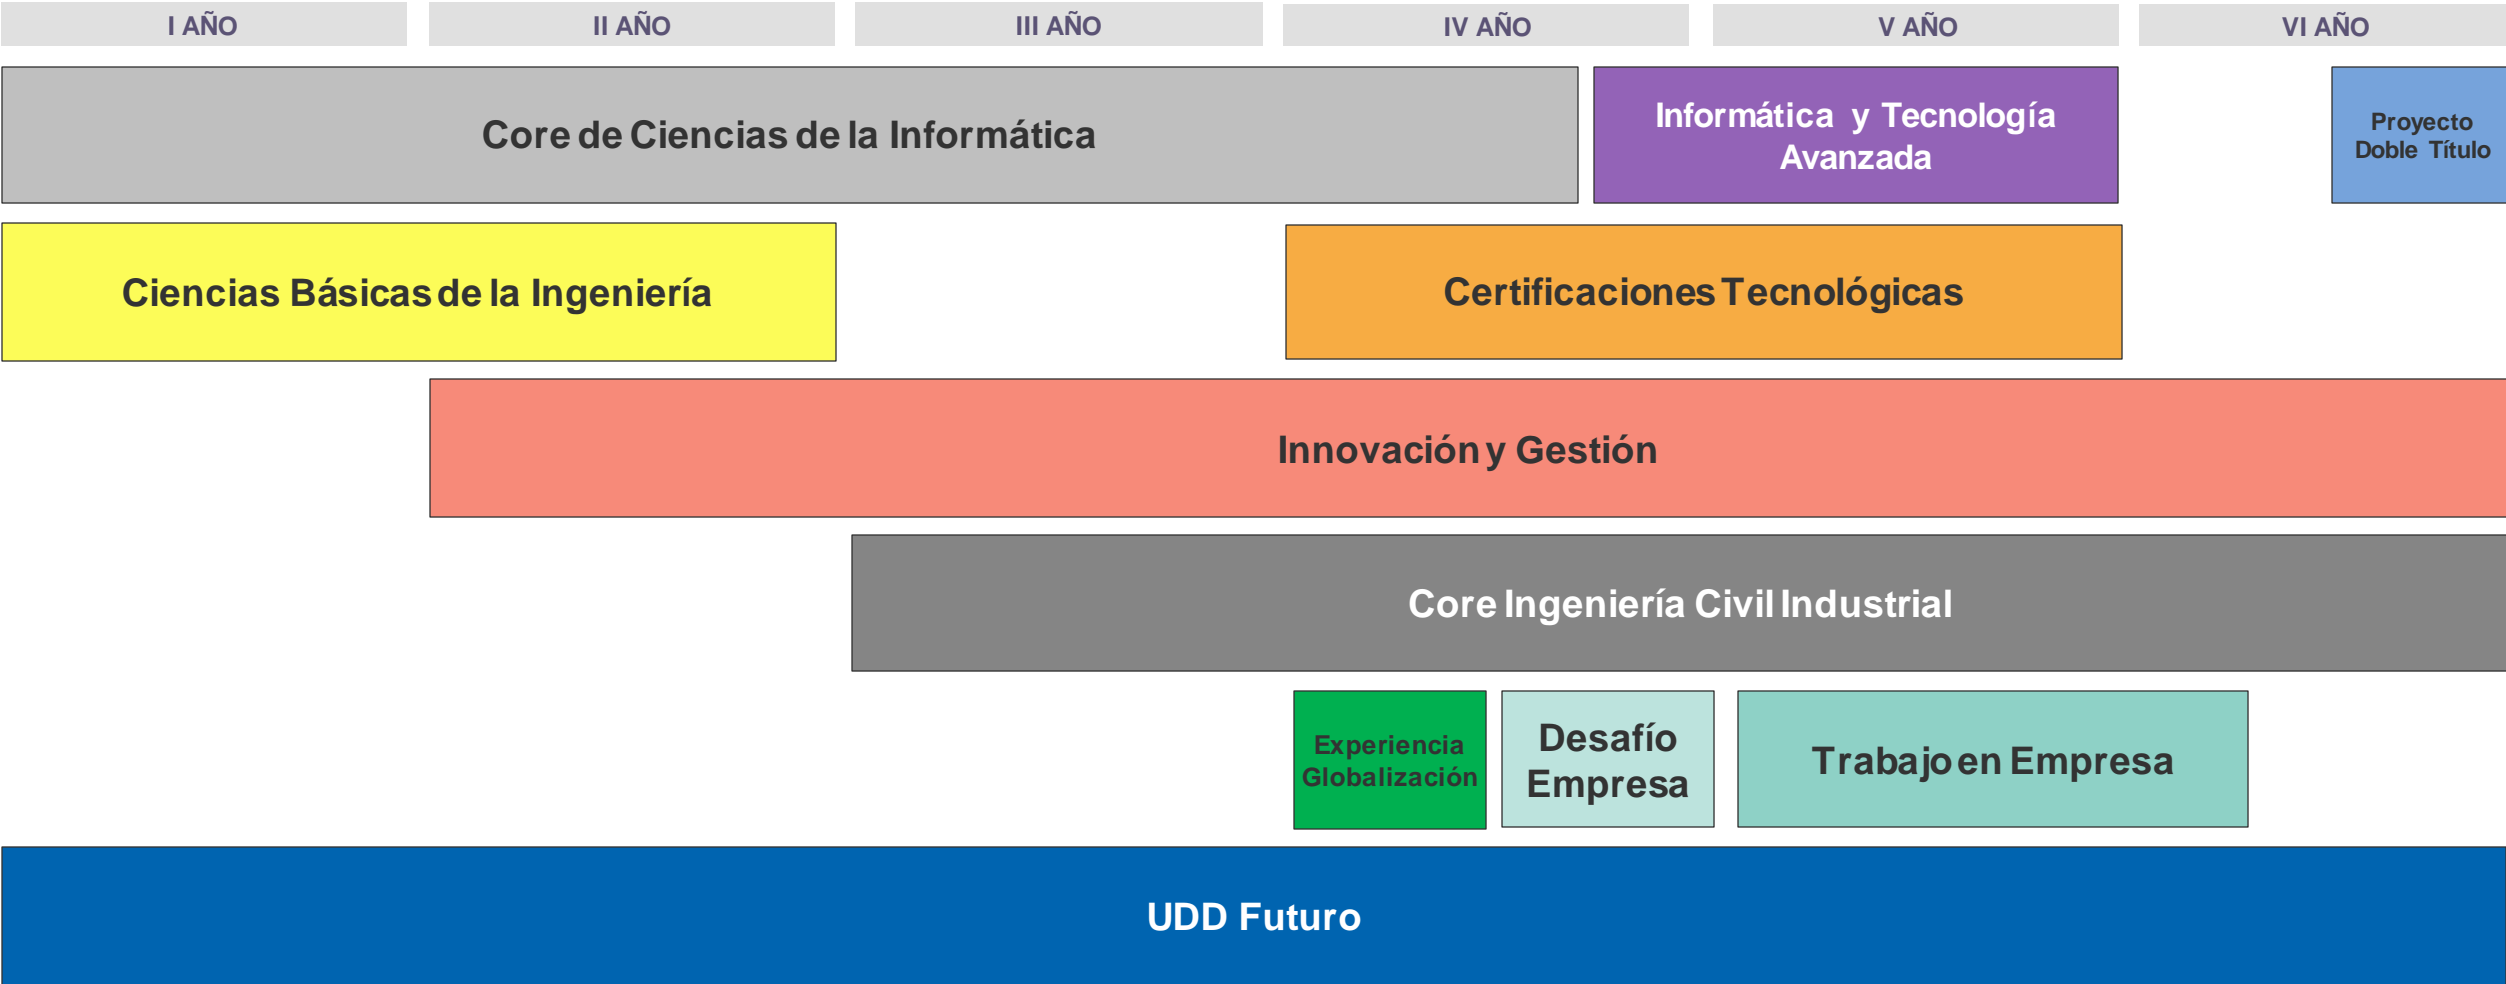 I AÑO
II AÑO
III AÑO
IV AÑO
V AÑO
VI AÑO
Core de Ciencias de la Informática
Informática y Tecnología
Avanzada
Proyecto
Doble Título
Ciencias Básicas de la Ingeniería
Certificaciones Tecnológicas
Innovación y Gestión
Core Ingeniería Civil Industrial
Experiencia
Globalización
Desafío
Empresa
Trabajo en Empresa
UDD Futuro